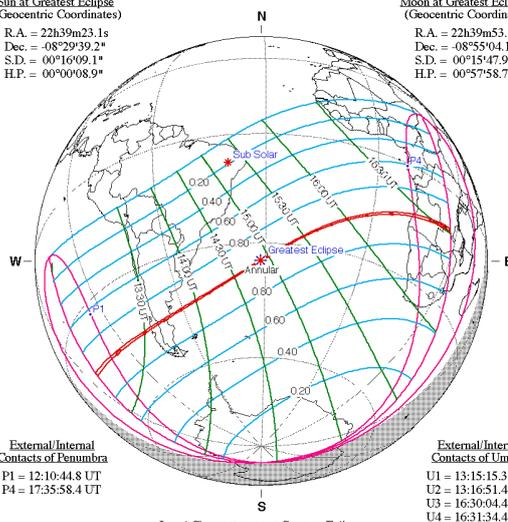 Sun at Greatest Eclipse
(Geocentric Coordinates)
R.A. = 22h39m23.1s
Dec. = -08°29'39.2"
S.D. = 00°16'09.1"
H.P. = 00°00'08.9"
N
Moon at Greatest Ecl
(Geocentric Coordin
R.A. = 22h39m53.
Dec. = -08°55'04.1
S.D. = 00°15'47.9
H.P. = 00°57'58.7
Sub Solar
P4
16:30 UT
16:00 UT
15:30 UT
15:00 UT
14:30 UT
14:00 UT
13:30 UT
0.20
0.40
0.60
0.80
Greatest Eclipse
Annular
W
E
P1
0.80
0.60
0.40
0.20
External/Internal
Contacts of Penumbra
P1 = 12:10:44.8 UT
P4 = 17:35:58.4 UT
S
External/Inter
Contacts of Um
U1 = 13:15:15.3
U2 = 13:16:51.4
U3 = 16:30:04.4
U4 = 16:31:34.4